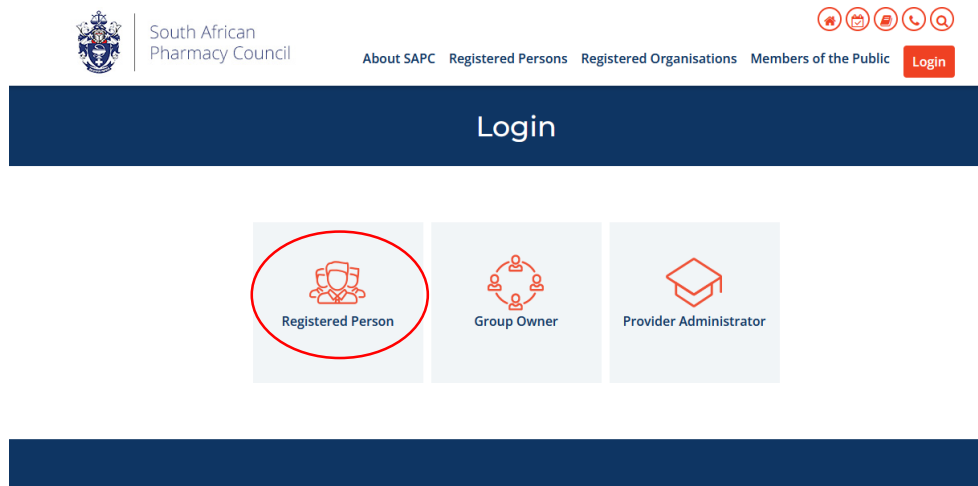 South African
Pharmacy Council
About SAPC Registered Persons Registered Organisations Members of the Public Login
Login
Registered Person Group Owner Provider Administrator